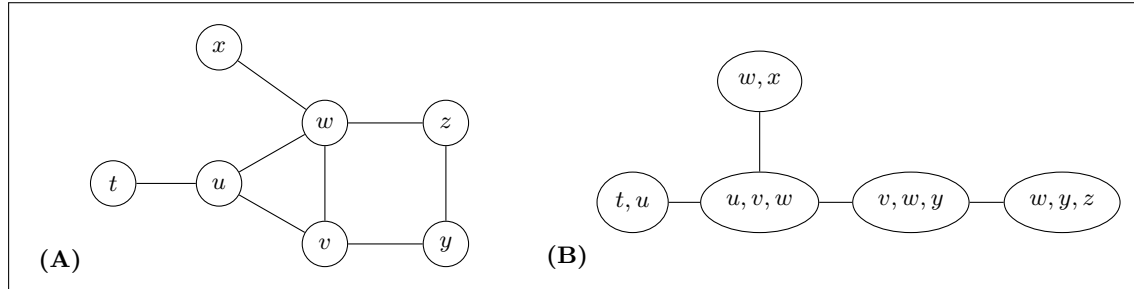 x
w
z
t
u
v
y
(A)
w, x
t, u
u, v, w
v, w, y
w, y, z
(B)